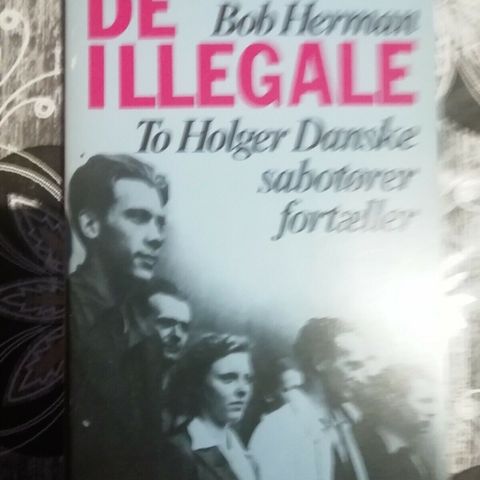 DE
Bob Herman
ILLEGALE
To Holger Danske
sabotører
fortæller